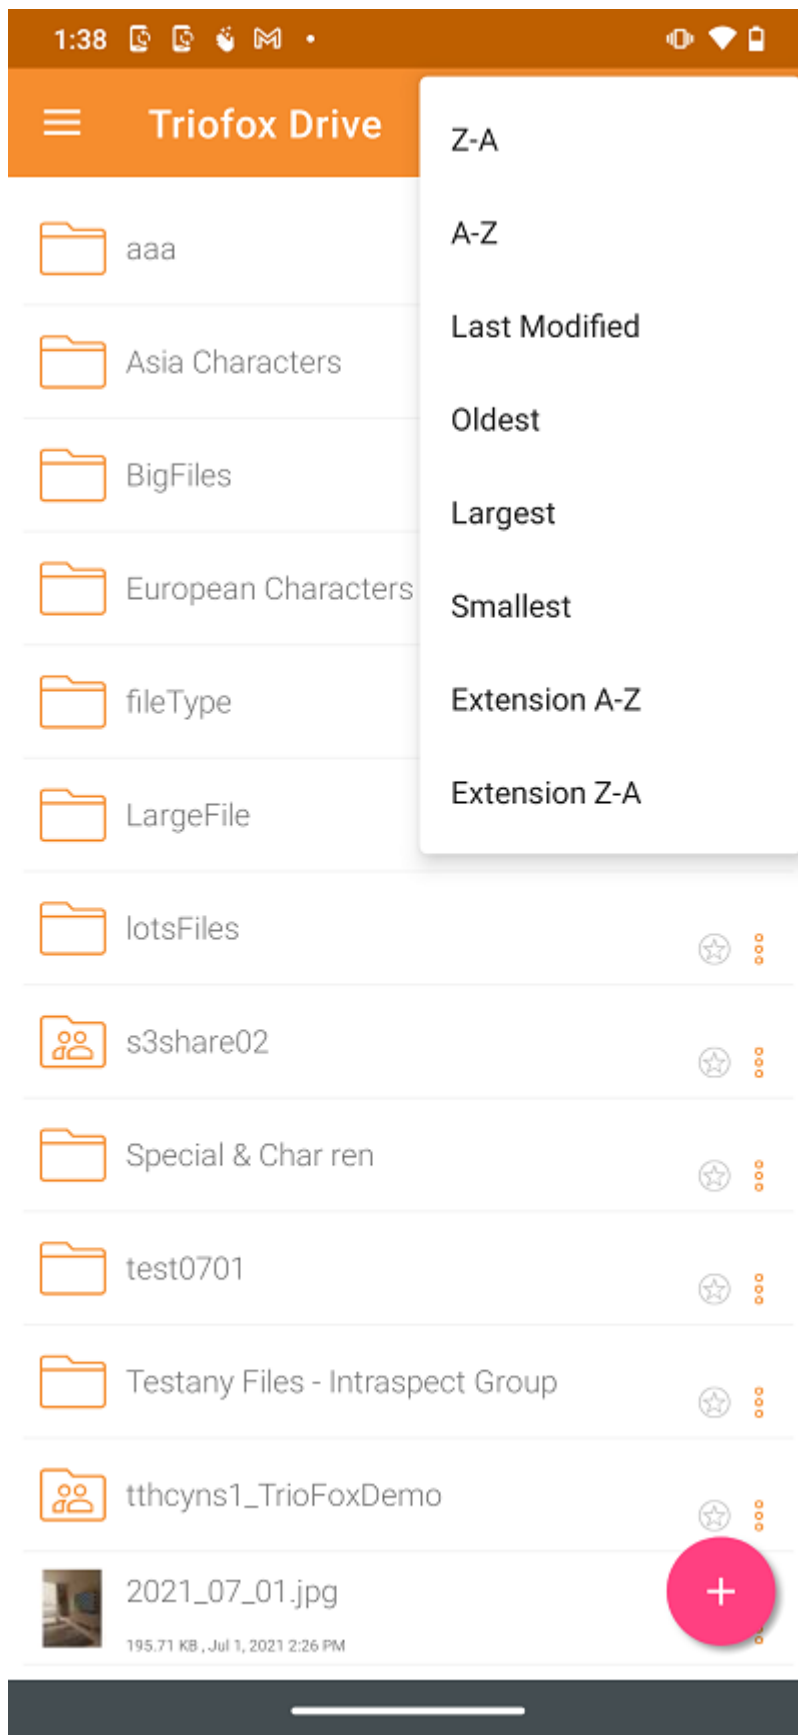 1:38
Triofox Drive
Z-A
A-Z
Last Modified
Oldest
Largest
Smallest
Extension A-Z
Extension Z-A
aaa
Asia Characters
BigFiles
European Characters
fileType
LargeFile
lotsFiles
s3share02
Special & Char ren
test0701
Testany Files - Intraspect Group
tthcyns1_TrioFoxDemo
2021_07_01.jpg
195.71 KB , Jul 1, 2021 2:26 PM